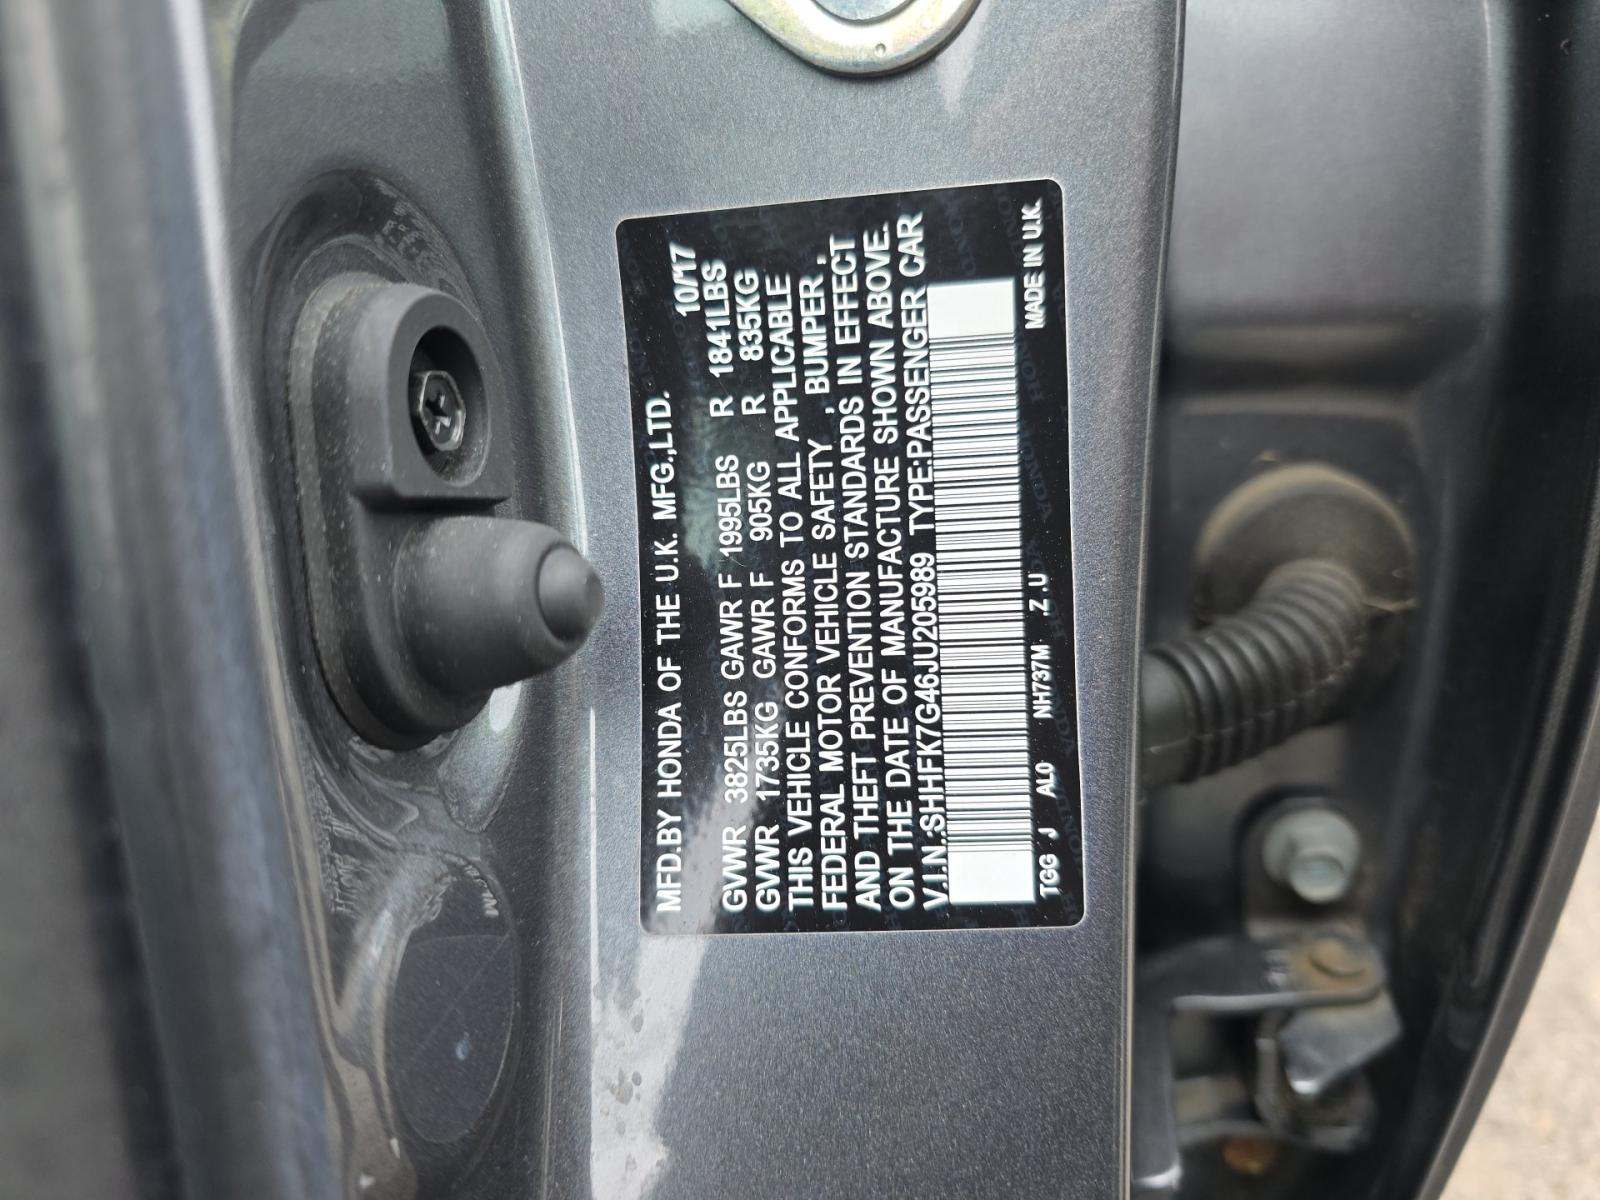 MFD.BY HONDA OF THE U.K. MFG.,LTD. 10/17
GVWR 3825LBS GAWR F 1995LBS R 1841LBS
GVWR 1735KG GAWR F 905KG R 835KG
THIS VEHICLE CONFORMS TO ALL APPLICABLE
FEDERAL MOTOR VEHICLE SAFETY , BUMPER ,
AND THEFT PREVENTION STANDARDS IN EFFECT
ON THE DATE OF MANUFACTURE SHOWN ABOVE.
V.I.N.:SHHFK7G46JU205989 TYPE:PASSENGER CAR
TGG J AL0 NH737M Z.U MADE IN U.K.